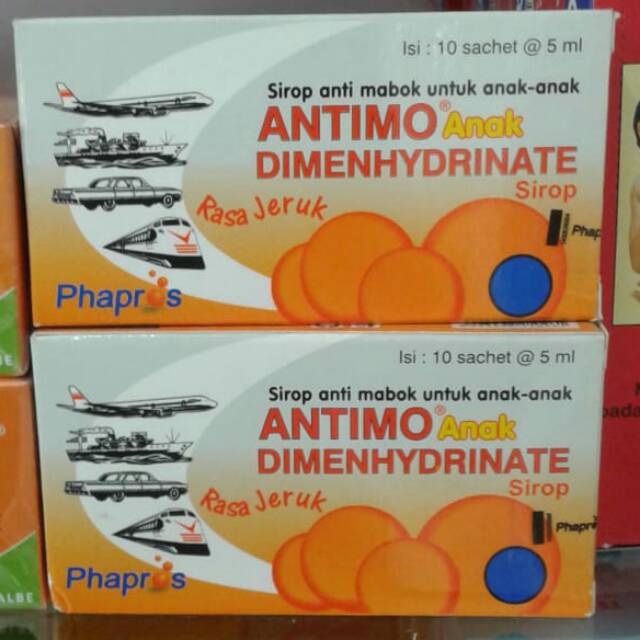 Isi : 10 sachet @ 5 ml
Sirop anti mabok untuk anak-anak
ANTIMO® Anak
DIMENHYDRINATE
Sirop
Rasa Jeruk
Phapros
Isi : 10 sachet @ 5 ml
Sirop anti mabok untuk anak-anak
ANTIMO® Anak
DIMENHYDRINATE
Sirop
Rasa Jeruk
Phapros